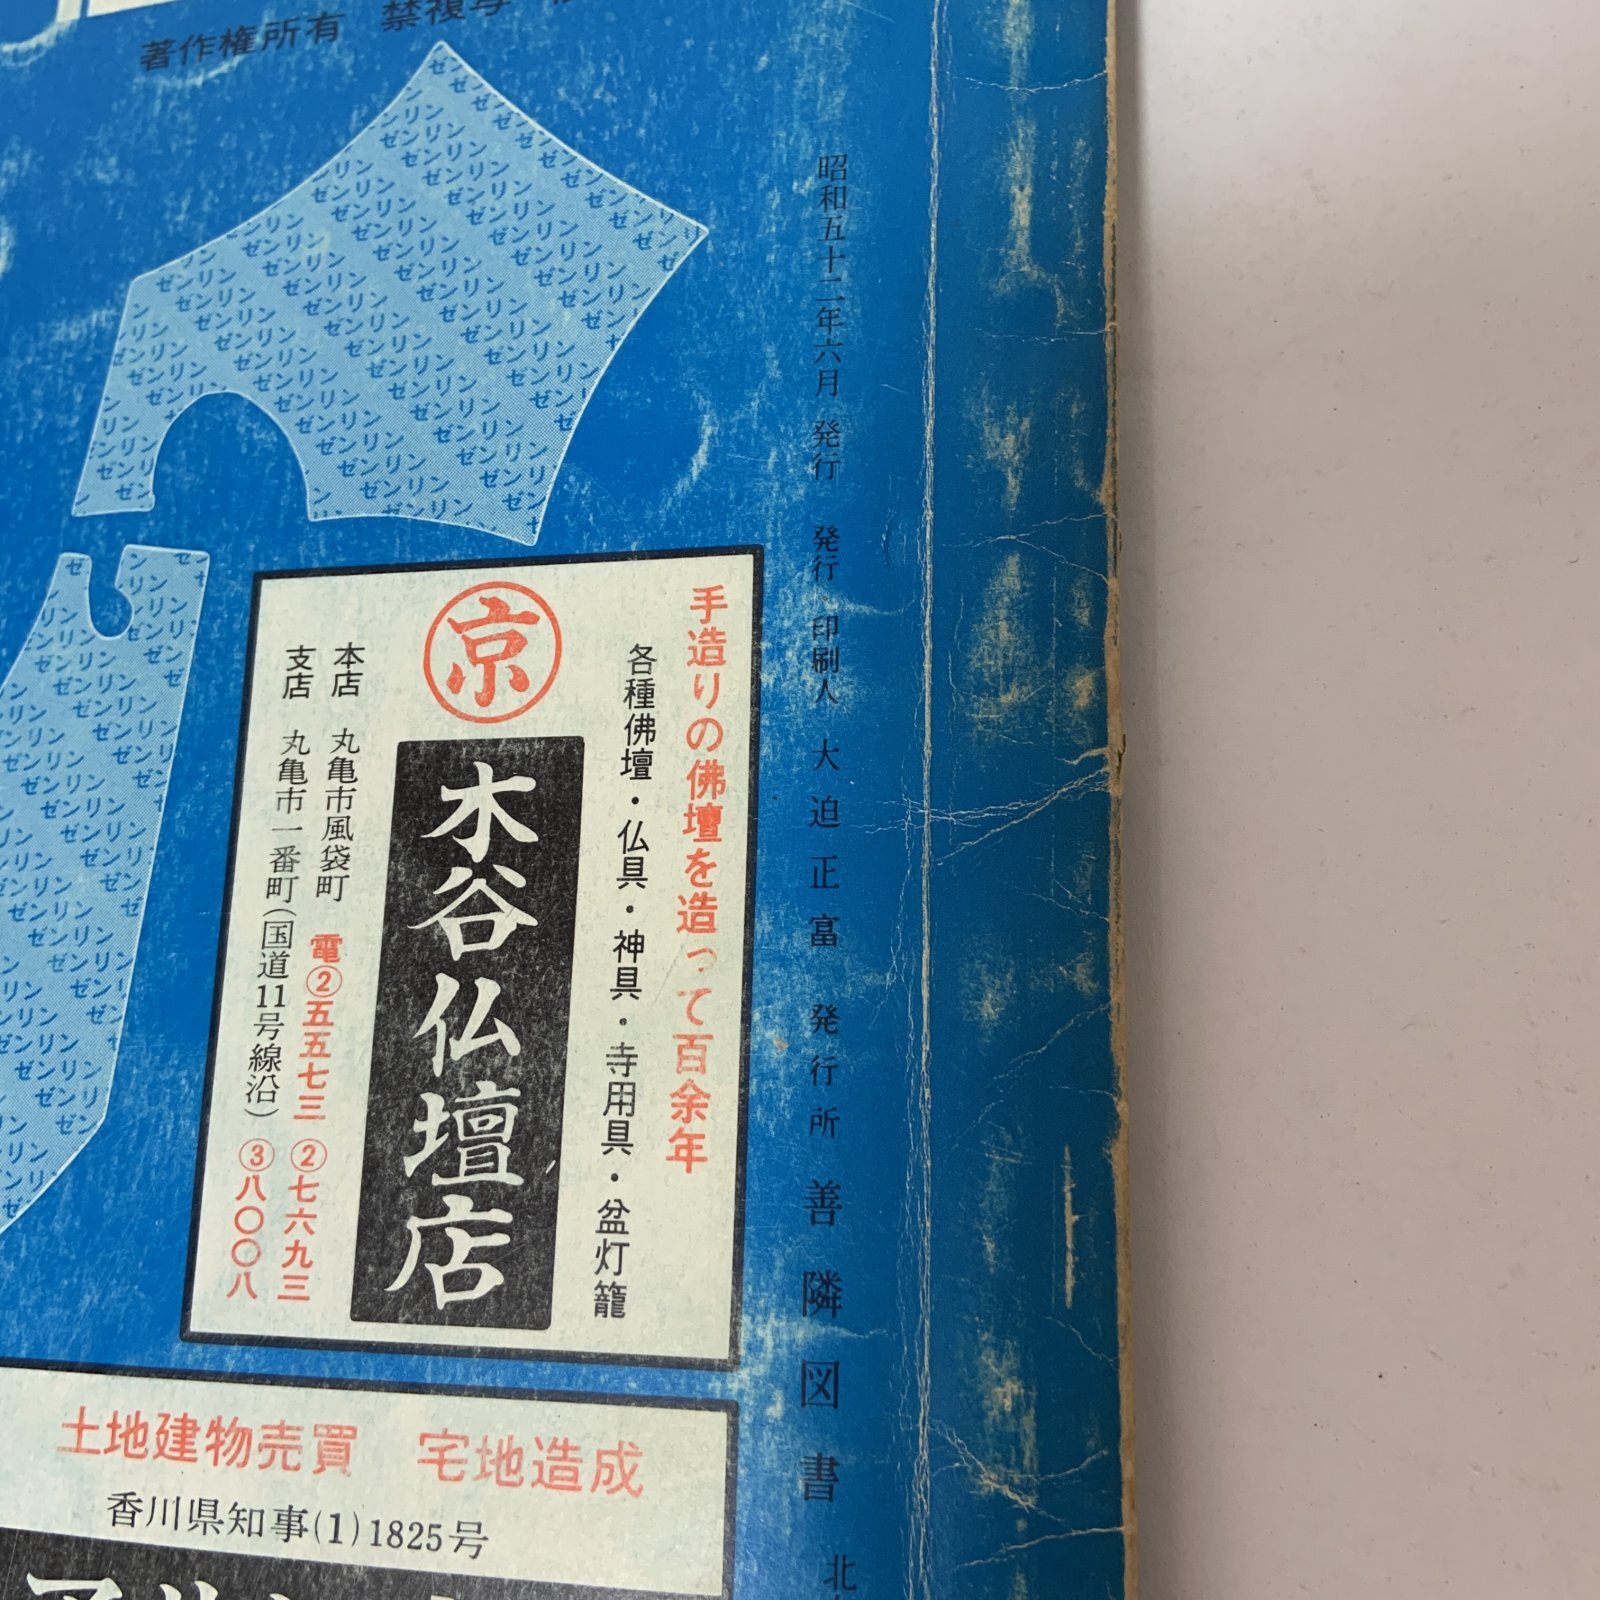 著作権所有 禁複写
昭和五十二年六月 発行 発行、印刷人 大迫正富 発行所 善隣図書 北
手造りの佛壇を造って百余年
各種佛壇・仏具・神具・寺用具・盆灯籠
京
木谷仏壇店
本店 丸亀市風袋町 電②五五七三 ②七六九三
支店 丸亀市一番町(国道11号線沿) ③八〇〇八
土地建物売買 宅地造成
香川県知事(1)1825号
ゼンリン